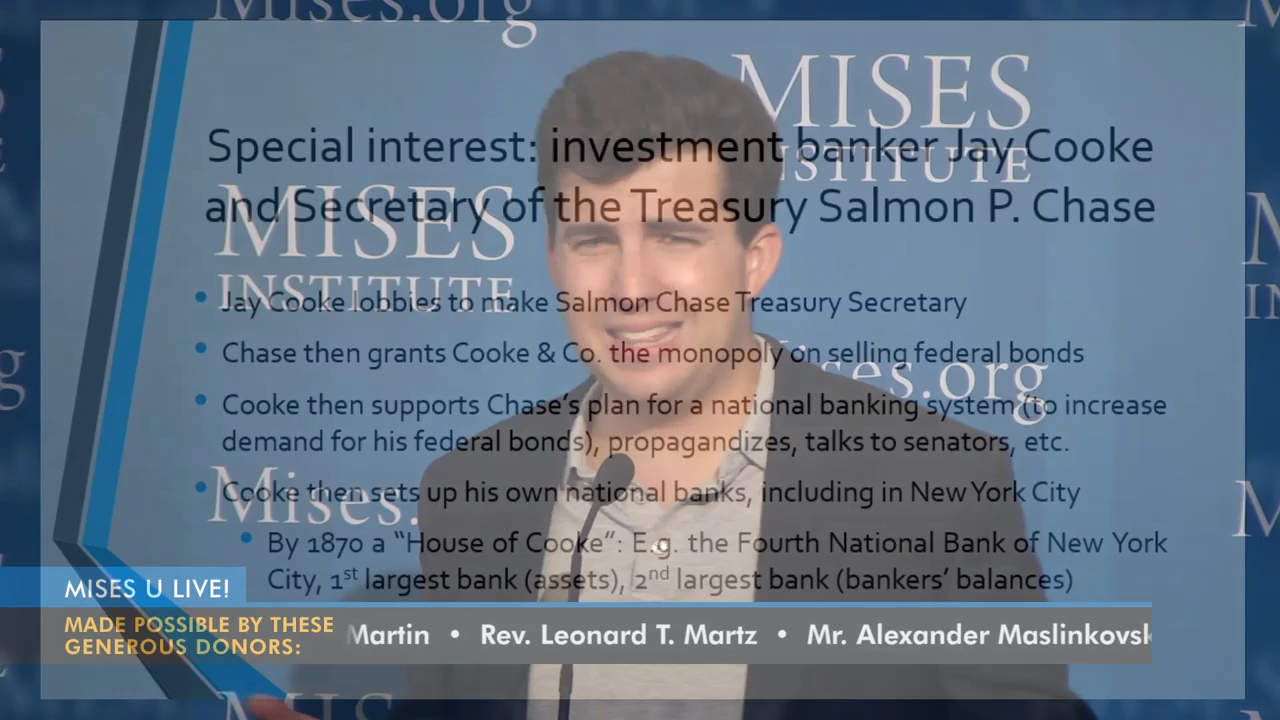 Mises.org
MISES
INSTITUTE
Special interest: investment banker Jay Cooke
and Secretary of the Treasury Salmon P. Chase
MISES
INSTITUTE
• Jay Cooke lobbies to make Salmon Chase Treasury Secretary
• Chase then grants Cooke & Co. the monopoly on selling federal bonds
Mises.org
• Cooke then supports Chase's plan for a national banking system (to increase
demand for his federal bonds), propagandizes, talks to senators, etc.
Mises.
• Cooke then sets up his own national banks, including in New York City
• By 1870 a “House of Cooke”: E.g. the Fourth National Bank of New York
City, 1st largest bank (assets), 2nd largest bank (bankers’ balances)
MISES U LIVE!
MADE POSSIBLE BY THESE
GENEROUS DONORS:
Martin • Rev. Leonard T. Martz • Mr. Alexander Maslinkovsk
MISES